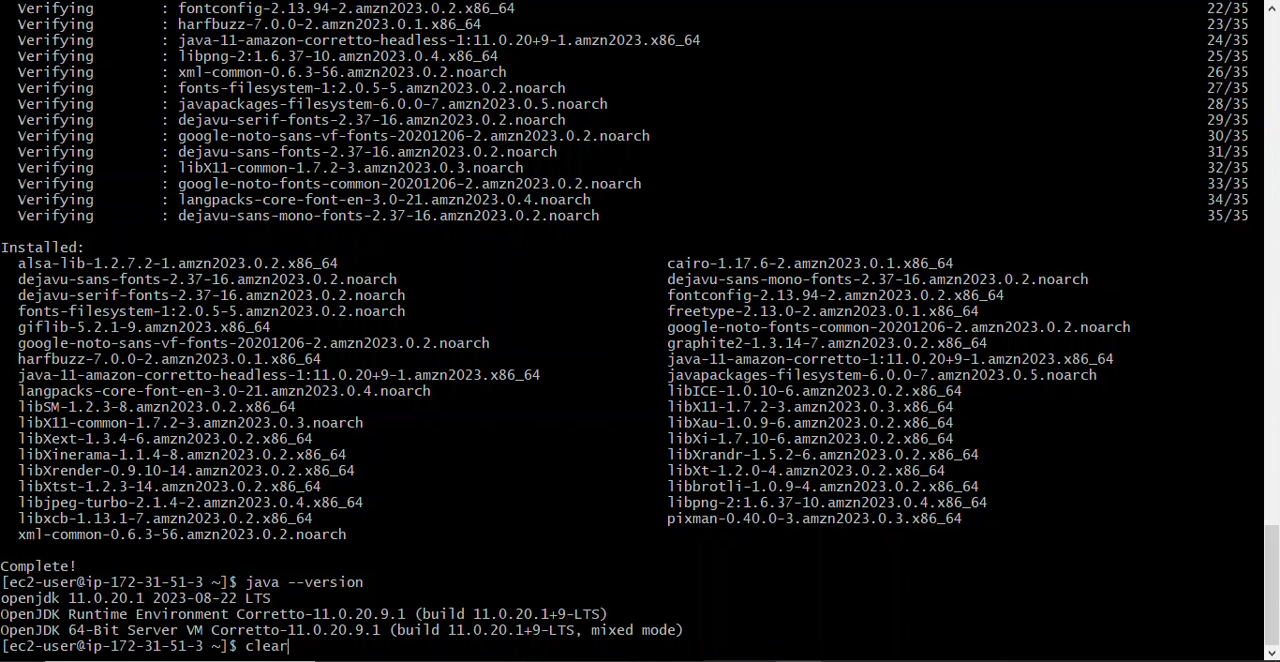 Verifying : fontconfig-2.13.94-2.amzn2023.0.2.x86_64 22/35
Verifying : harfbuzz-7.0.0-2.amzn2023.0.1.x86_64 23/35
Verifying : java-11-amazon-corretto-headless-1:11.0.20+9-1.amzn2023.x86_64 24/35
Verifying : libpng-2:1.6.37-10.amzn2023.0.4.x86_64 25/35
Verifying : xml-common-0.6.3-56.amzn2023.0.2.noarch 26/35
Verifying : fonts-filesystem-1:2.0.5-5.amzn2023.0.2.noarch 27/35
Verifying : javapackages-filesystem-6.0.0-7.amzn2023.0.5.noarch 28/35
Verifying : dejavu-serif-fonts-2.37-16.amzn2023.0.2.noarch 29/35
Verifying : google-noto-sans-vf-fonts-20201206-2.amzn2023.0.2.noarch 30/35
Verifying : dejavu-sans-fonts-2.37-16.amzn2023.0.2.noarch 31/35
Verifying : libX11-common-1.7.2-3.amzn2023.0.3.noarch 32/35
Verifying : google-noto-fonts-common-20201206-2.amzn2023.0.2.noarch 33/35
Verifying : langpacks-core-font-en-3.0-21.amzn2023.0.4.noarch 34/35
Verifying : dejavu-sans-mono-fonts-2.37-16.amzn2023.0.2.noarch 35/35
Installed:
alsa-lib-1.2.7.2-1.amzn2023.0.2.x86_64 cairo-1.17.6-2.amzn2023.0.1.x86_64
dejavu-sans-fonts-2.37-16.amzn2023.0.2.noarch dejavu-sans-mono-fonts-2.37-16.amzn2023.0.2.noarch
dejavu-serif-fonts-2.37-16.amzn2023.0.2.noarch fontconfig-2.13.94-2.amzn2023.0.2.x86_64
fonts-filesystem-1:2.0.5-5.amzn2023.0.2.noarch freetype-2.13.0-2.amzn2023.0.1.x86_64
giflib-5.2.1-9.amzn2023.x86_64 google-noto-fonts-common-20201206-2.amzn2023.0.2.noarch
google-noto-sans-vf-fonts-20201206-2.amzn2023.0.2.noarch graphite2-1.3.14-7.amzn2023.0.2.x86_64
harfbuzz-7.0.0-2.amzn2023.0.1.x86_64 java-11-amazon-corretto-1:11.0.20+9-1.amzn2023.x86_64
java-11-amazon-corretto-headless-1:11.0.20+9-1.amzn2023.x86_64 javapackages-filesystem-6.0.0-7.amzn2023.0.5.noarch
langpacks-core-font-en-3.0-21.amzn2023.0.4.noarch libICE-1.0.10-6.amzn2023.0.2.x86_64
libSM-1.2.3-8.amzn2023.0.2.x86_64 libX11-1.7.2-3.amzn2023.0.3.x86_64
libX11-common-1.7.2-3.amzn2023.0.3.noarch libXau-1.0.9-6.amzn2023.0.2.x86_64
libXext-1.3.4-6.amzn2023.0.2.x86_64 libXi-1.7.10-6.amzn2023.0.2.x86_64
libXinerama-1.1.4-8.amzn2023.0.2.x86_64 libXrandr-1.5.2-6.amzn2023.0.2.x86_64
libXrender-0.9.10-14.amzn2023.0.2.x86_64 libXt-1.2.0-4.amzn2023.0.2.x86_64
libXtst-1.2.3-14.amzn2023.0.2.x86_64 libbrotli-1.0.9-4.amzn2023.0.2.x86_64
libjpeg-turbo-2.1.4-2.amzn2023.0.4.x86_64 libpng-2:1.6.37-10.amzn2023.0.4.x86_64
libxcb-1.13.1-7.amzn2023.0.2.x86_64 pixman-0.40.0-3.amzn2023.0.3.x86_64
xml-common-0.6.3-56.amzn2023.0.2.noarch
Complete!
[ec2-user@ip-172-31-51-3 ~]$ java --version
openjdk 11.0.20.1 2023-08-22 LTS
OpenJDK Runtime Environment Corretto-11.0.20.9.1 (build 11.0.20.1+9-LTS)
OpenJDK 64-Bit Server VM Corretto-11.0.20.9.1 (build 11.0.20.1+9-LTS, mixed mode)
[ec2-user@ip-172-31-51-3 ~]$ clear